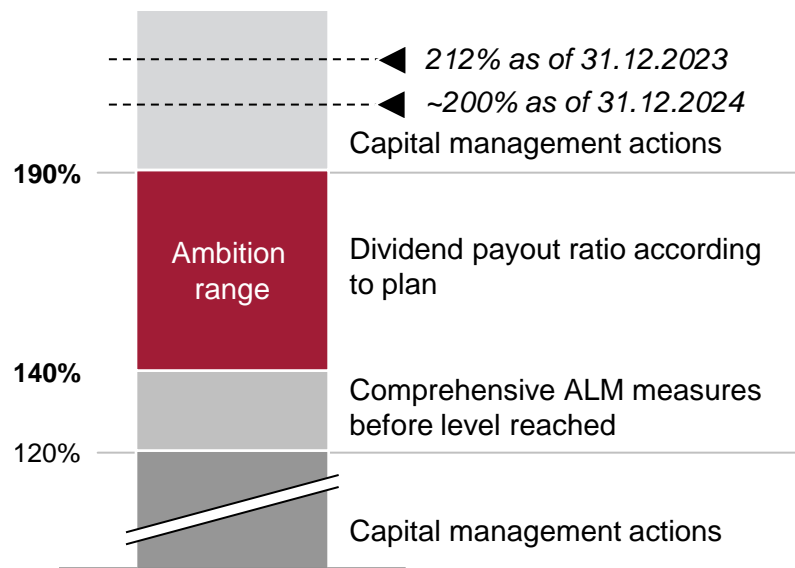 212% as of 31.12.2023
~200% as of 31.12.2024
Capital management actions
190%
Ambition
range
Dividend payout ratio according
to plan
140%
Comprehensive ALM measures
before level reached
120%
Capital management actions